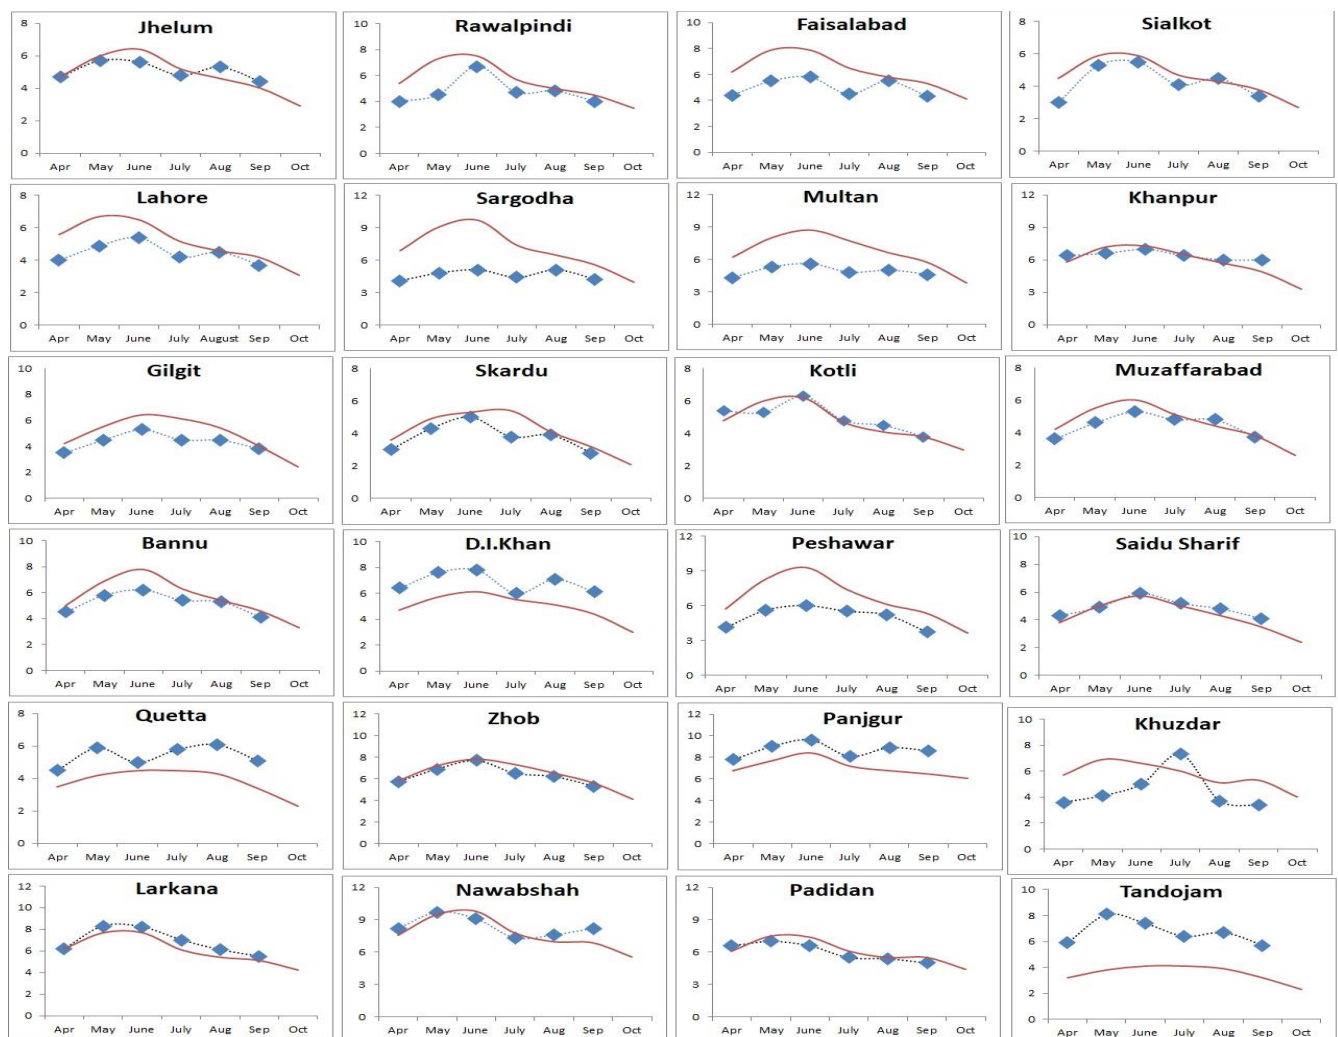 Jhelum
8
6
4
2
0
Apr May June July Aug Sep Oct
Rawalpindi
10
8
6
4
2
0
Apr May June July Aug Sep Oct
Faisalabad
10
8
6
4
2
0
Apr May June July Aug Sep Oct
Sialkot
8
6
4
2
0
Apr May June July Aug Sep Oct
Lahore
8
6
4
2
0
Apr May June July August Sep Oct
Sargodha
12
9
6
3
0
Apr May June July Aug Sep Oct
Multan
12
9
6
3
0
Apr May June July Aug Sep Oct
Khanpur
12
9
6
3
0
Apr May June July Aug Sep Oct
Gilgit
10
8
6
4
2
0
Apr May June July Aug Sep Oct
Skardu
8
6
4
2
0
Apr May June July Aug Sep Oct
Kotli
8
6
4
2
0
Apr May June July Aug Sep Oct
Muzaffarabad
8
6
4
2
0
Apr May June July Aug Sep Oct
Bannu
10
8
6
4
2
0
Apr May June July Aug Sep Oct
D.I.Khan
10
8
6
4
2
0
Apr May June July Aug Sep Oct
Peshawar
12
9
6
3
0
Apr May June July Aug Sep Oct
Saidu Sharif
10
8
6
4
2
0
Apr May June July Aug Sep Oct
Quetta
8
6
4
2
0
Apr May June July Aug Sep Oct
Zhob
12
10
8
6
4
2
0
Apr May June July Aug Sep Oct
Panjgur
12
10
8
6
4
2
0
Apr May June July Aug Sep Oct
Khuzdar
10
8
6
4
2
0
Apr May June July Aug Sep Oct
Larkana
12
10
8
6
4
2
0
Apr May June July Aug Sep Oct
Nawabshah
12
9
6
3
0
Apr May June July Aug Sep Oct
Padidan
12
9
6
3
0
Apr May June July Aug Sep Oct
Tandojam
10
8
6
4
2
0
Apr May June July Aug Sep Oct